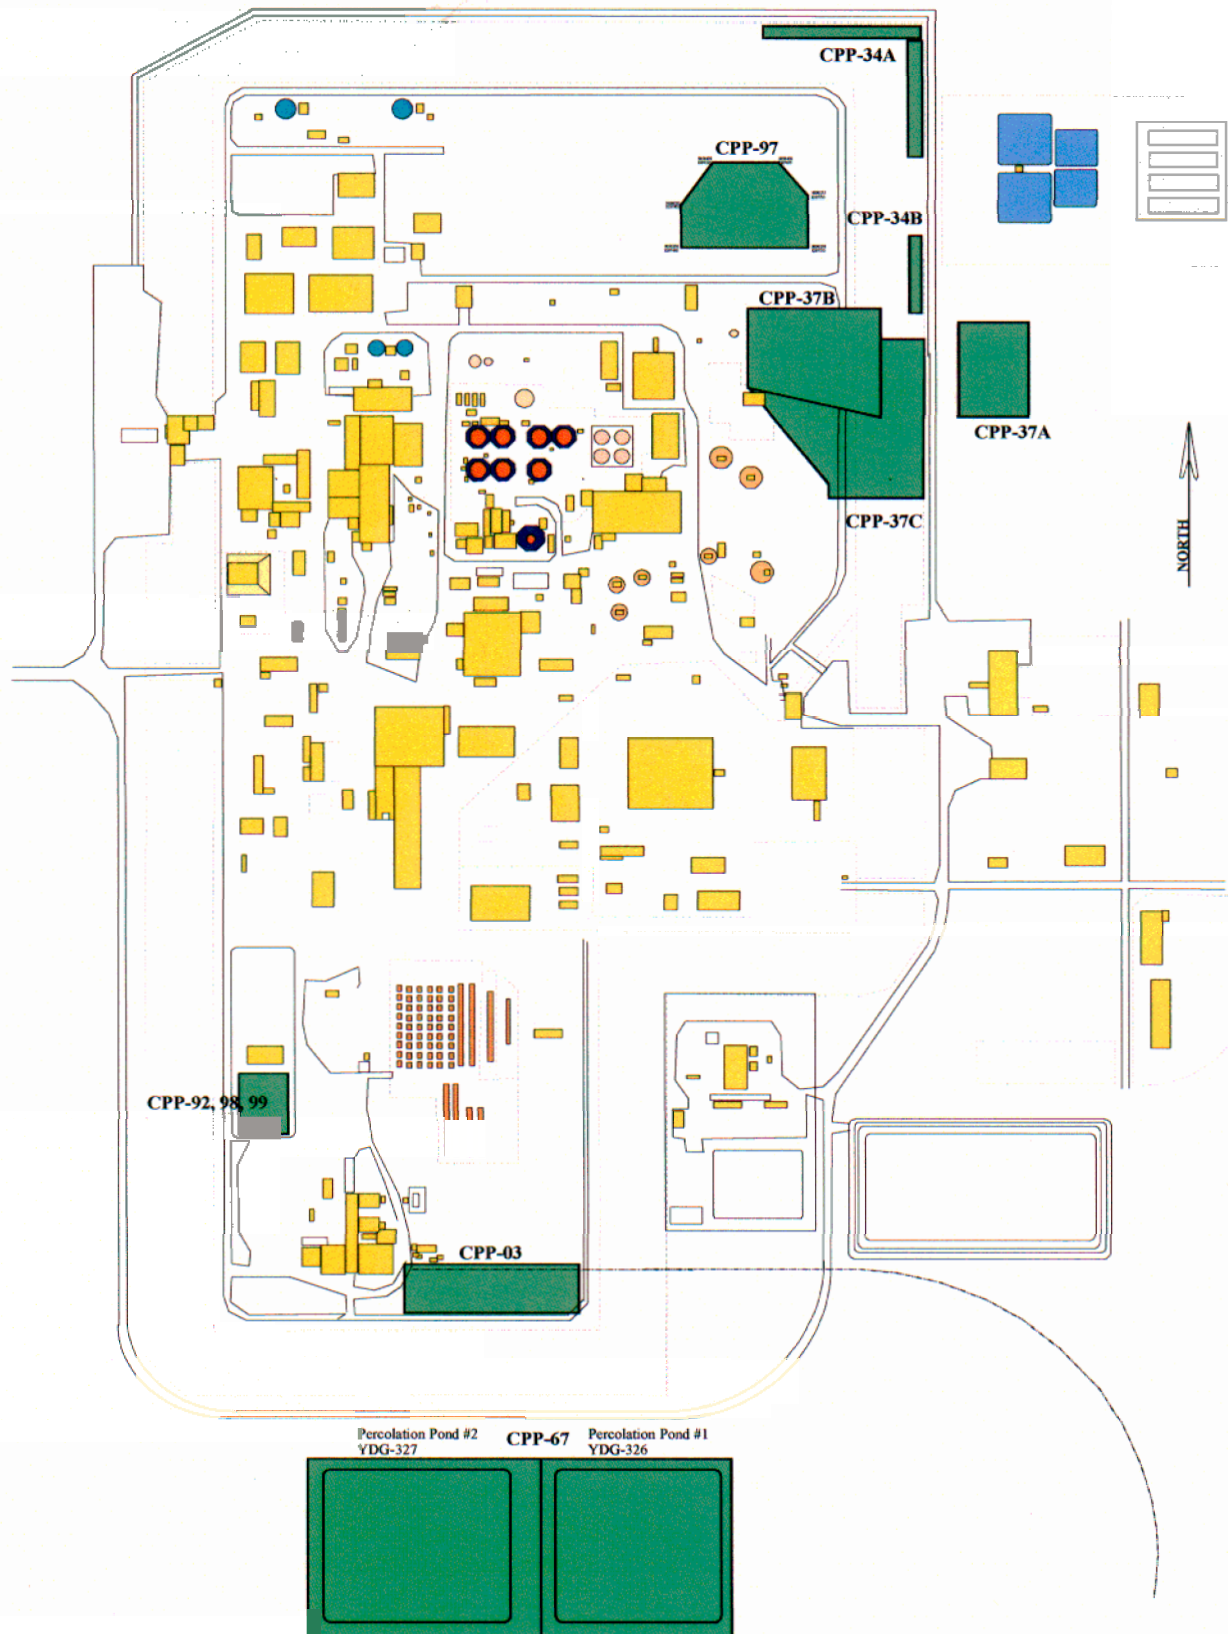 CPP-34A
CPP-97
CPP-34B
CPP-37B
CPP-37A
CPP-37C
NORTH
CPP-92, 98, 99
CPP-03
Percolation Pond #2
YDG-327
CPP-67
Percolation Pond #1
YDG-326